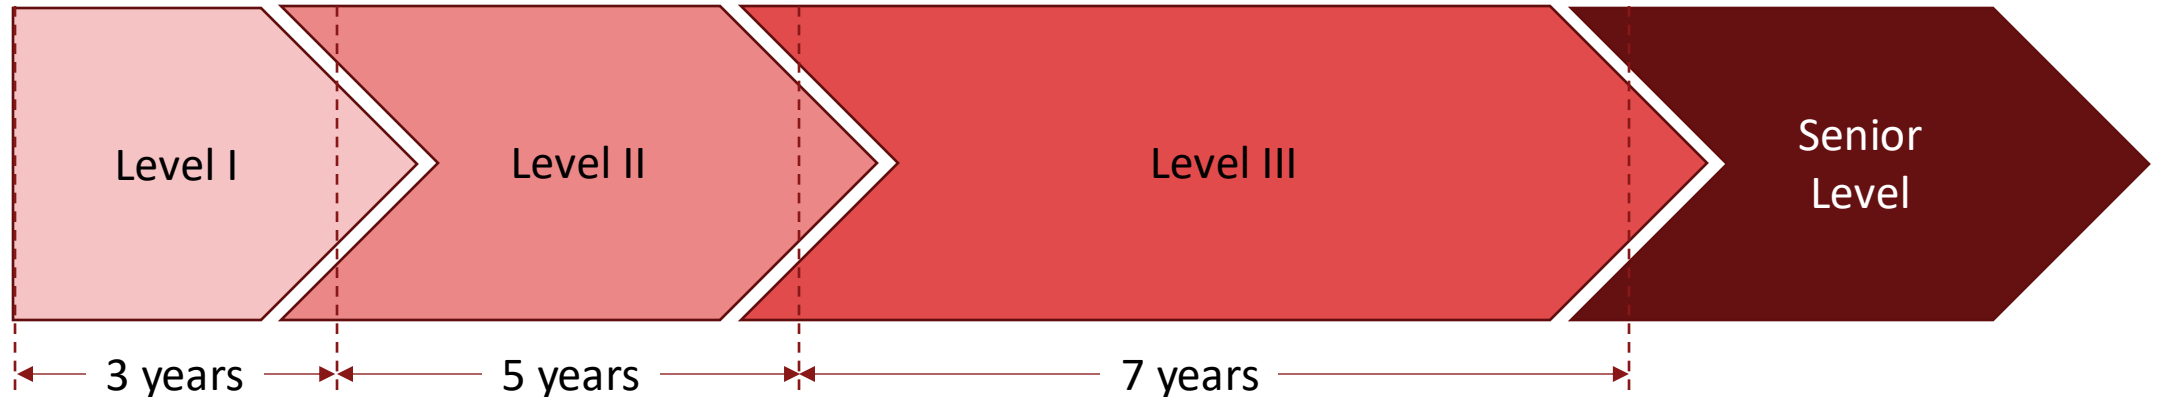 Level I
Level II
Level III
Senior
Level
3 years
5 years
7 years